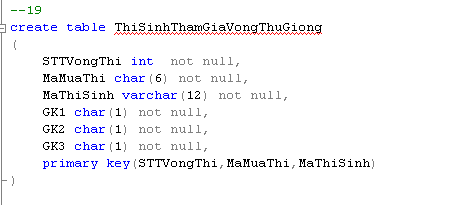 --19
create table ThiSinhThamGiaVongThuGiong
(
STTVongThi int  not null,
MaMuaThi char(6) not null,
MaThiSinh varchar(12) not null,
GK1 char(1) not null,
GK2 char(1) not null,
GK3 char(1) not null,
primary key(STTVongThi,MaMuaThi,MaThiSinh)
)